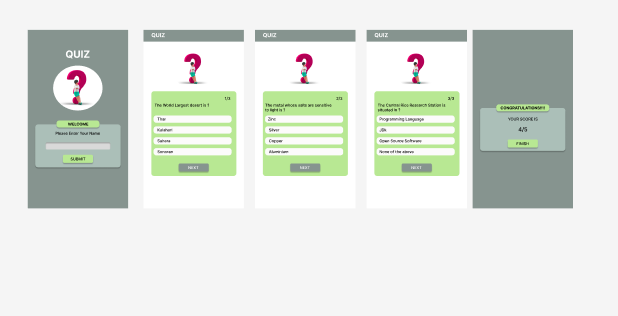 QUIZ
WELCOME
Please Enter Your Name
SUBMIT
QUIZ
1/3
The World Largest desert is ?
Thar
Kalahari
Sahara
Sonoran
NEXT
QUIZ
2/3
The metal whose salts are sensitive
to light is ?
Zinc
Silver
Copper
Aluminium
NEXT
QUIZ
3/3
The Central Rice Research Station is
situated in ?
Programming Language
JDk
Open Source Software
None of the above
NEXT
CONGRATULATIONS!!!
YOUR SCORE IS
4/5
FINISH